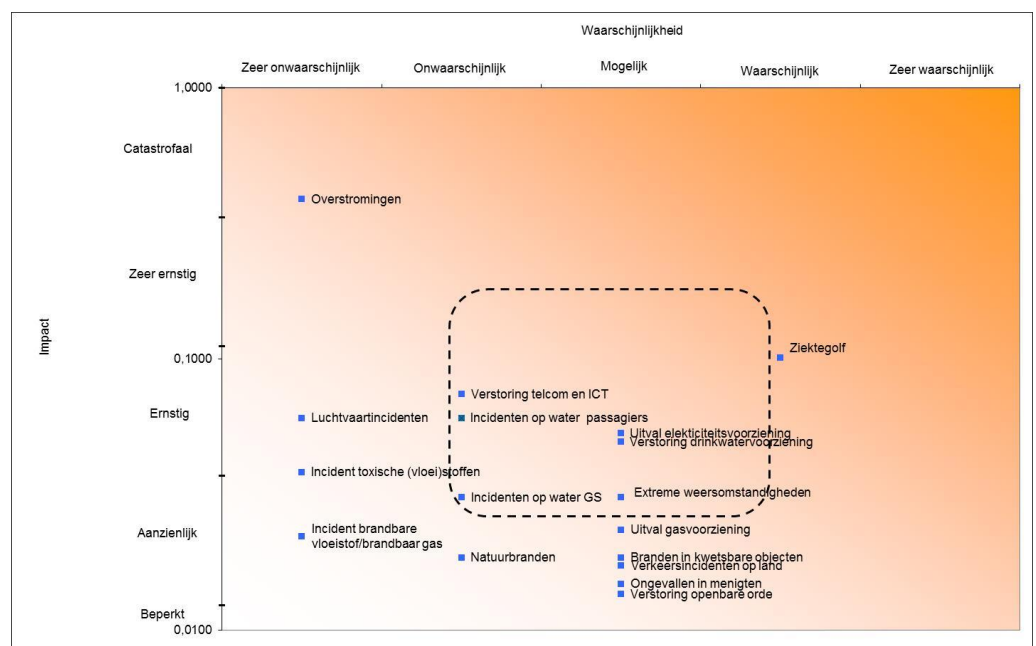 Waarschijnlijkheid
Zeer onwaarschijnlijk
Onwaarschijnlijk
Mogelijk
Waarschijnlijk
Zeer waarschijnlijk
1,0000
Catastrofaal
Overstromingen
Zeer ernstig
Impact
Ziektegolf
0,1000
Verstoring telcom en ICT
Ernstig
Luchtvaartincidenten
Incidenten op water passagiers
Uitval elekticiteitsvoorziening
Verstoring drinkwatervoorziening
Incident toxische (vloei)stoffen
Incidenten op water GS
Extreme weersomstandigheden
Aanzienlijk
Incident brandbare
vloeistof/brandbaar gas
Uitval gasvoorziening
Natuurbranden
Branden in kwetsbare objecten
Verkeersincidenten op land
Ongevallen in menigten
Verstoring openbare orde
Beperkt
0,0100